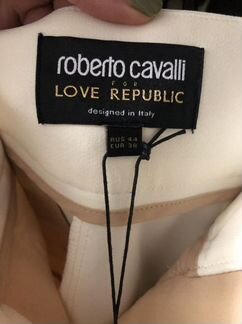 roberto cavalli
FOR
LOVE REPUBLIC
designed in Italy
RUS 44
EUR 38